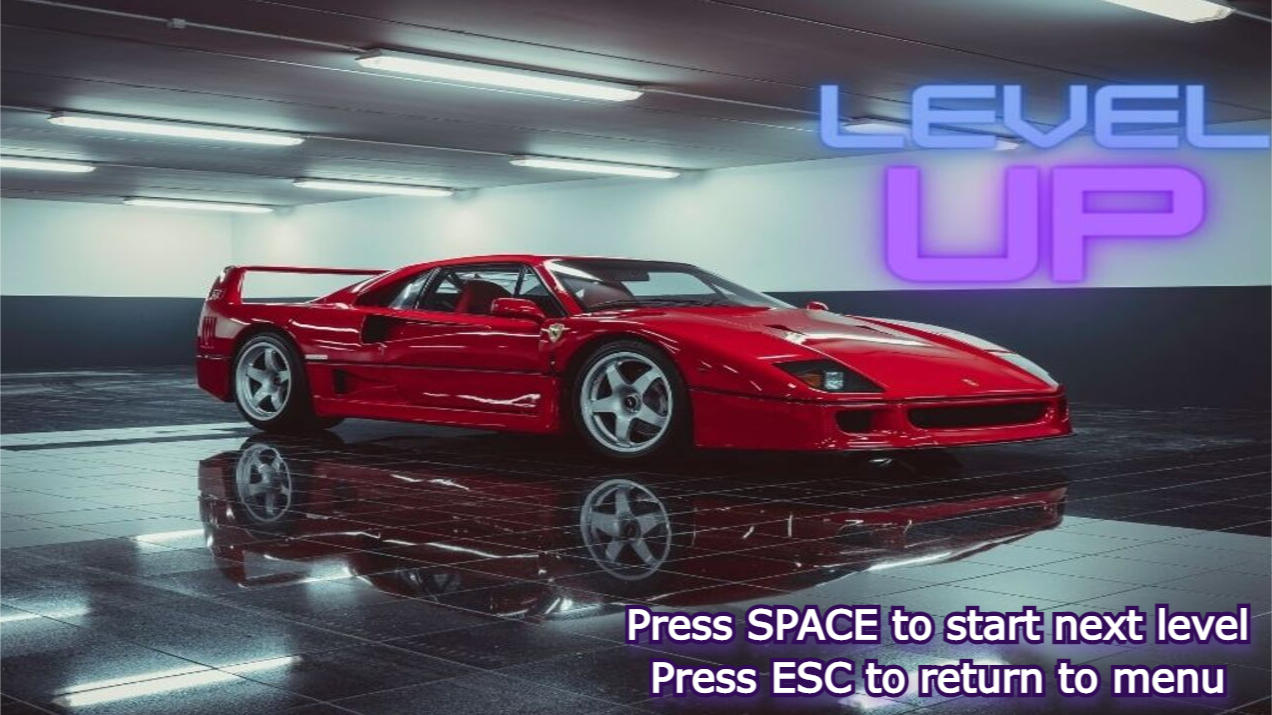 LEVEL
UP
Press SPACE to start next level
Press ESC to return to menu